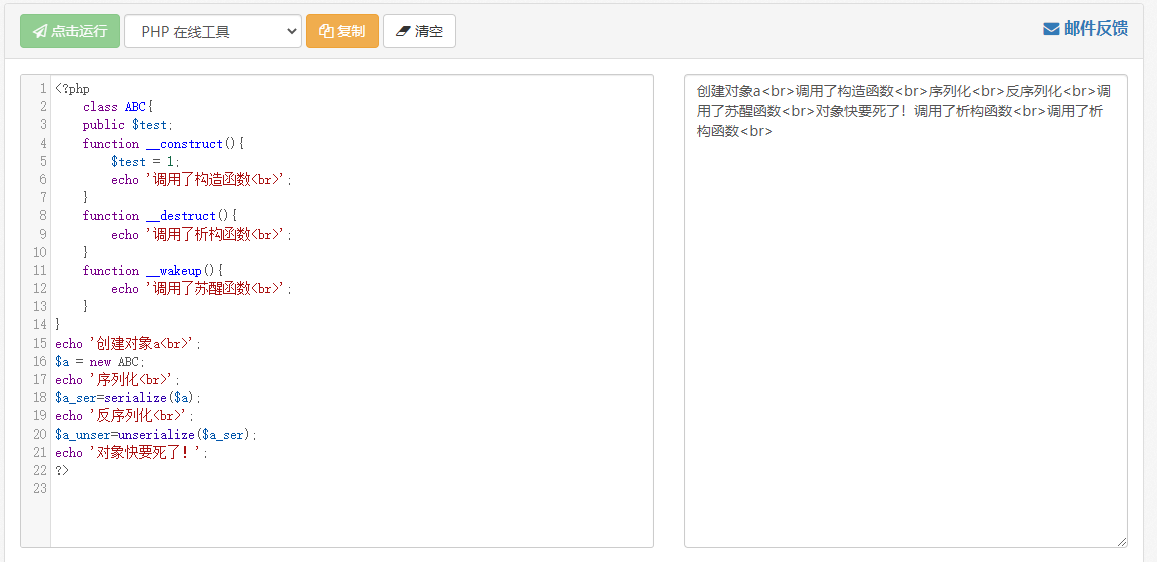 点击运行 PHP 在线工具 复制 清空 邮件反馈
1 <?php
2 class ABC{
3 public $test;
4 function __construct(){
5 $test = 1;
6 echo '调用了构造函数<br>';
7 }
8 function __destruct(){
9 echo '调用了析构函数<br>';
10 }
11 function __wakeup(){
12 echo '调用了苏醒函数<br>';
13 }
14 }
15 echo '创建对象a<br>';
16 $a = new ABC;
17 echo '序列化<br>';
18 $a_ser=serialize($a);
19 echo '反序列化<br>';
20 $a_unser=unserialize($a_ser);
21 echo '对象快要死了！';
22 ?>
23
创建对象a<br>调用了构造函数<br>序列化<br>反序列化<br>调
用了苏醒函数<br>对象快要死了！调用了析构函数<br>调用了析
构函数<br>